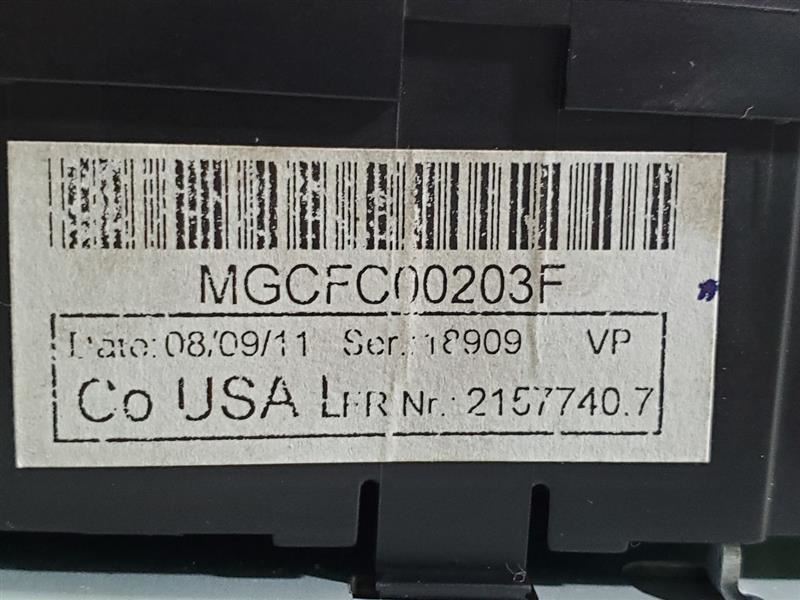 MGCFC00203F
Date: 08/09/11 Ser.: 18909 VP
Co USA LFR Nr.: 2157740.7